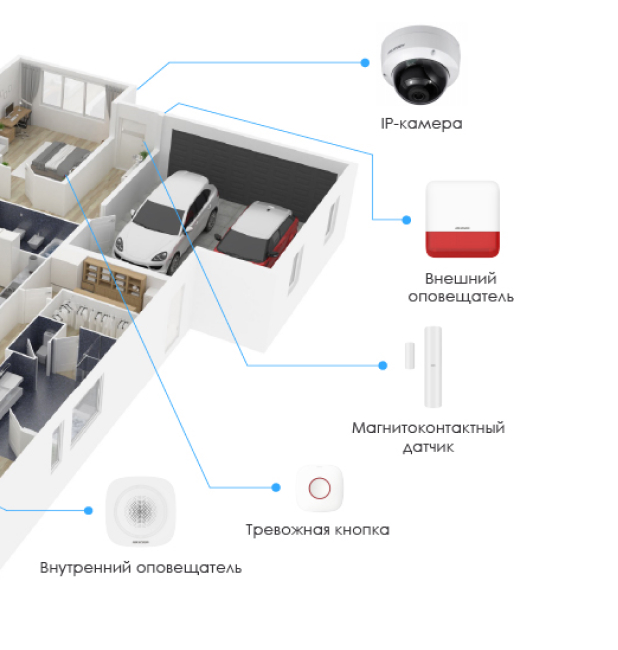 IP-камера
Внешний
оповещатель
Магнитоконтактный
датчик
Тревожная кнопка
Внутренний оповещатель